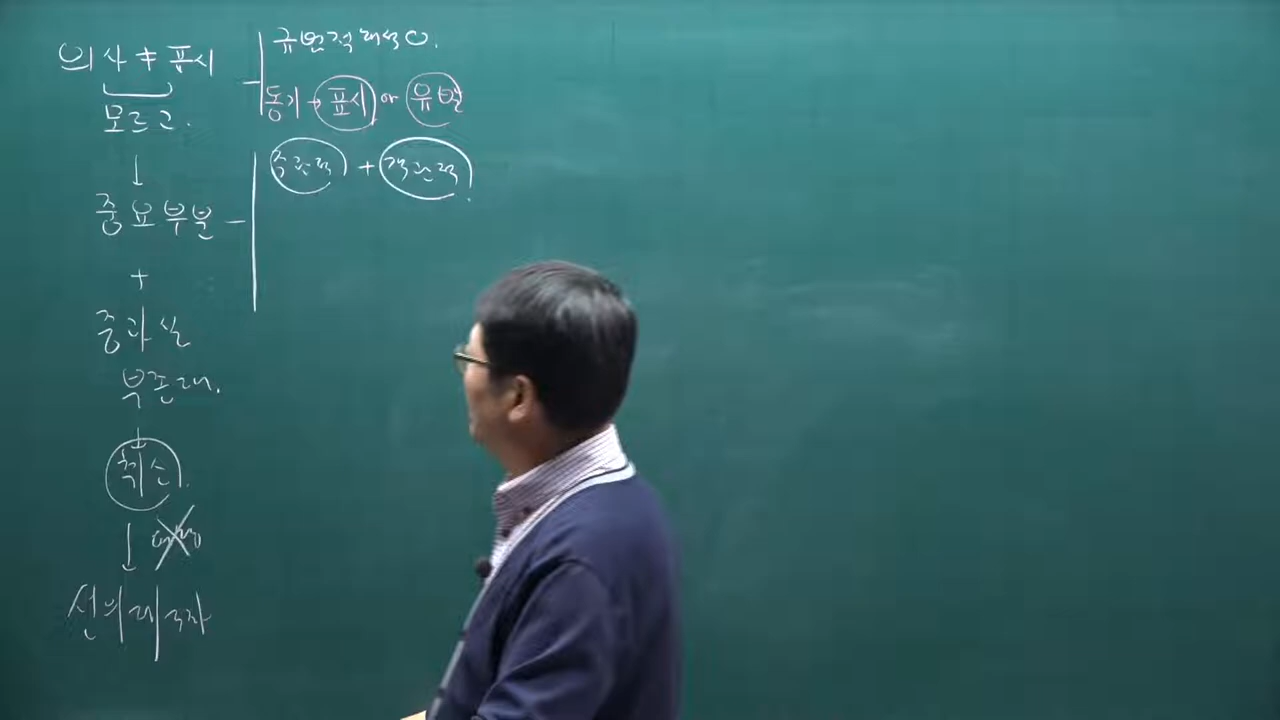 의사 ≠ 표시
모르고.
↓
중요부분
+
중과실
부존재.
↓
취소.
↓ 대항
선의 제3자
규범적 해석 O.
동기 → 표시 or 유발
주관적 + 객관적.